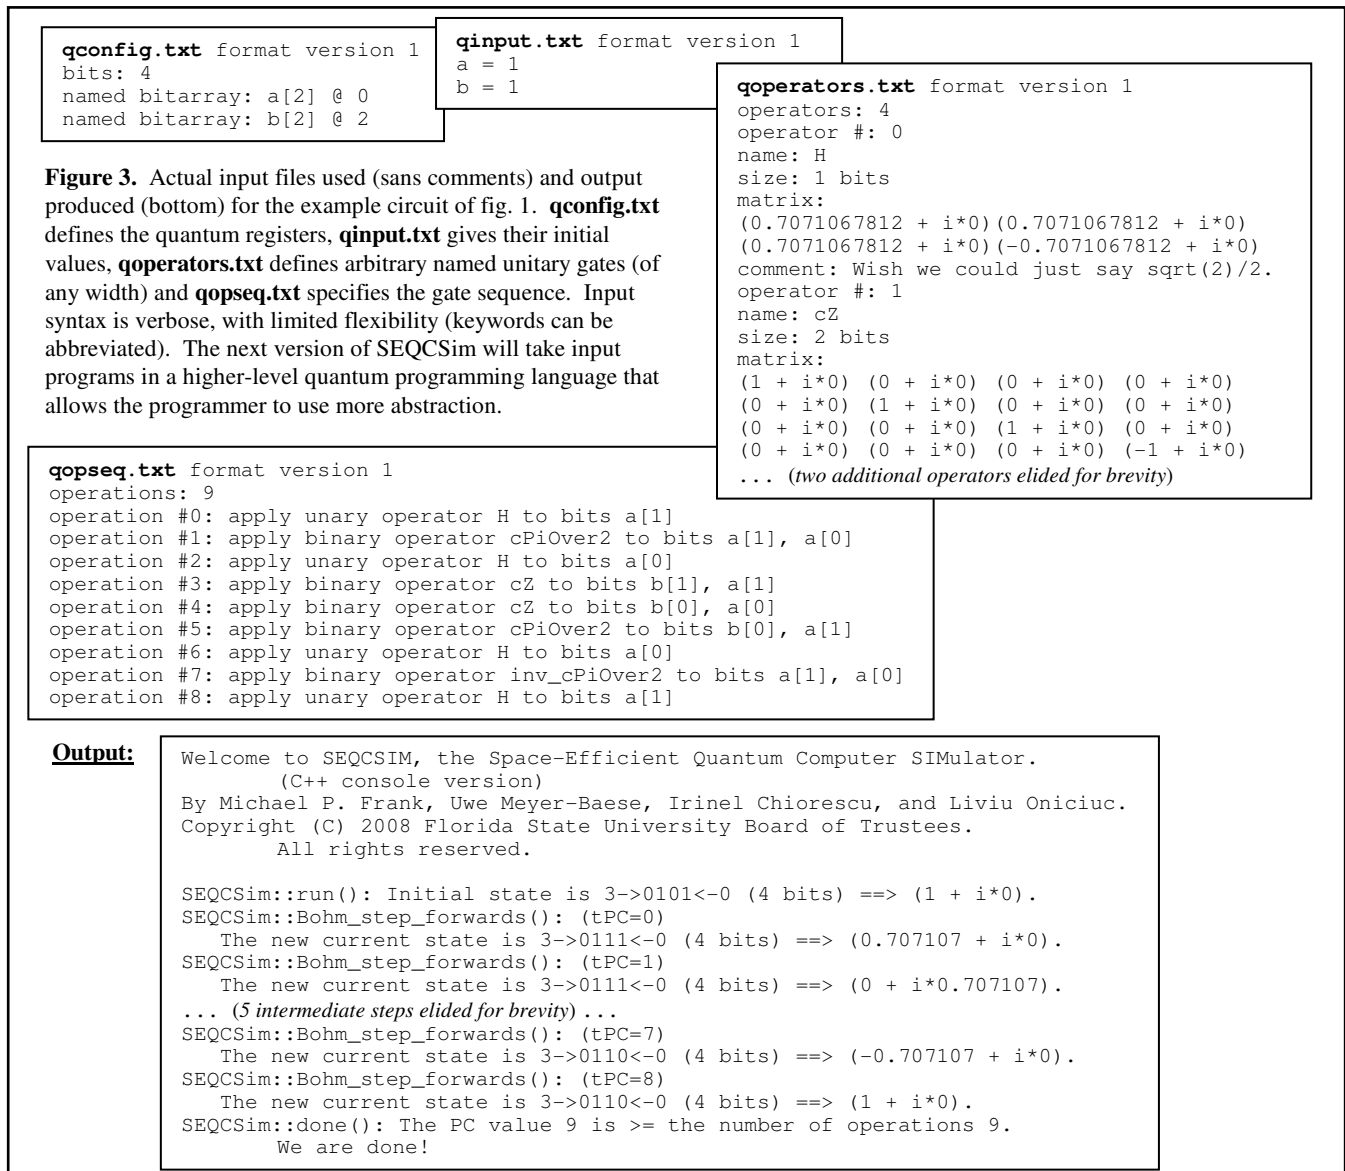 qconfig.txt format version 1
bits: 4
named bitarray: a[2] @ 0
named bitarray: b[2] @ 2
qinput.txt format version 1
a = 1
b = 1
qoperators.txt format version 1
operators: 4
operator #: 0
name: H
size: 1 bits
matrix:
(0.7071067812 + i*0)(0.7071067812 + i*0)
(0.7071067812 + i*0)(-0.7071067812 + i*0)
comment: Wish we could just say sqrt(2)/2.
operator #: 1
name: cZ
size: 2 bits
matrix:
(1 + i*0) (0 + i*0) (0 + i*0) (0 + i*0)
(0 + i*0) (1 + i*0) (0 + i*0) (0 + i*0)
(0 + i*0) (0 + i*0) (1 + i*0) (0 + i*0)
(0 + i*0) (0 + i*0) (0 + i*0) (-1 + i*0)
... (two additional operators elided for brevity)
Figure 3. Actual input files used (sans comments) and output
produced (bottom) for the example circuit of fig. 1. qconfig.txt
defines the quantum registers, qinput.txt gives their initial
values, qoperators.txt defines arbitrary named unitary gates (of
any width) and qopseq.txt specifies the gate sequence. Input
syntax is verbose, with limited flexibility (keywords can be
abbreviated). The next version of SEQCSim will take input
programs in a higher-level quantum programming language that
allows the programmer to use more abstraction.
qopseq.txt format version 1
operations: 9
operation #0: apply unary operator H to bits a[1]
operation #1: apply binary operator cPiOver2 to bits a[1], a[0]
operation #2: apply unary operator H to bits a[0]
operation #3: apply binary operator cZ to bits b[1], a[1]
operation #4: apply binary operator cZ to bits b[0], a[0]
operation #5: apply binary operator cPiOver2 to bits b[0], a[1]
operation #6: apply unary operator H to bits a[0]
operation #7: apply binary operator inv_cPiOver2 to bits a[1], a[0]
operation #8: apply unary operator H to bits a[1]
Output:
Welcome to SEQCSIM, the Space-Efficient Quantum Computer SIMulator.
(C++ console version)
By Michael P. Frank, Uwe Meyer-Baese, Irinel Chiorescu, and Liviu Oniciuc.
Copyright (C) 2008 Florida State University Board of Trustees.
All rights reserved.
SEQCSim::run(): Initial state is 3->0101<-0 (4 bits) ==> (1 + i*0).
SEQCSim::Bohm_step_forwards(): (tPC=0)
The new current state is 3->0111<-0 (4 bits) ==> (0.707107 + i*0).
SEQCSim::Bohm_step_forwards(): (tPC=1)
The new current state is 3->0111<-0 (4 bits) ==> (0 + i*0.707107).
... (5 intermediate steps elided for brevity) ...
SEQCSim::Bohm_step_forwards(): (tPC=7)
The new current state is 3->0110<-0 (4 bits) ==> (-0.707107 + i*0).
SEQCSim::Bohm_step_forwards(): (tPC=8)
The new current state is 3->0110<-0 (4 bits) ==> (1 + i*0).
SEQCSim::done(): The PC value 9 is >= the number of operations 9.
We are done!